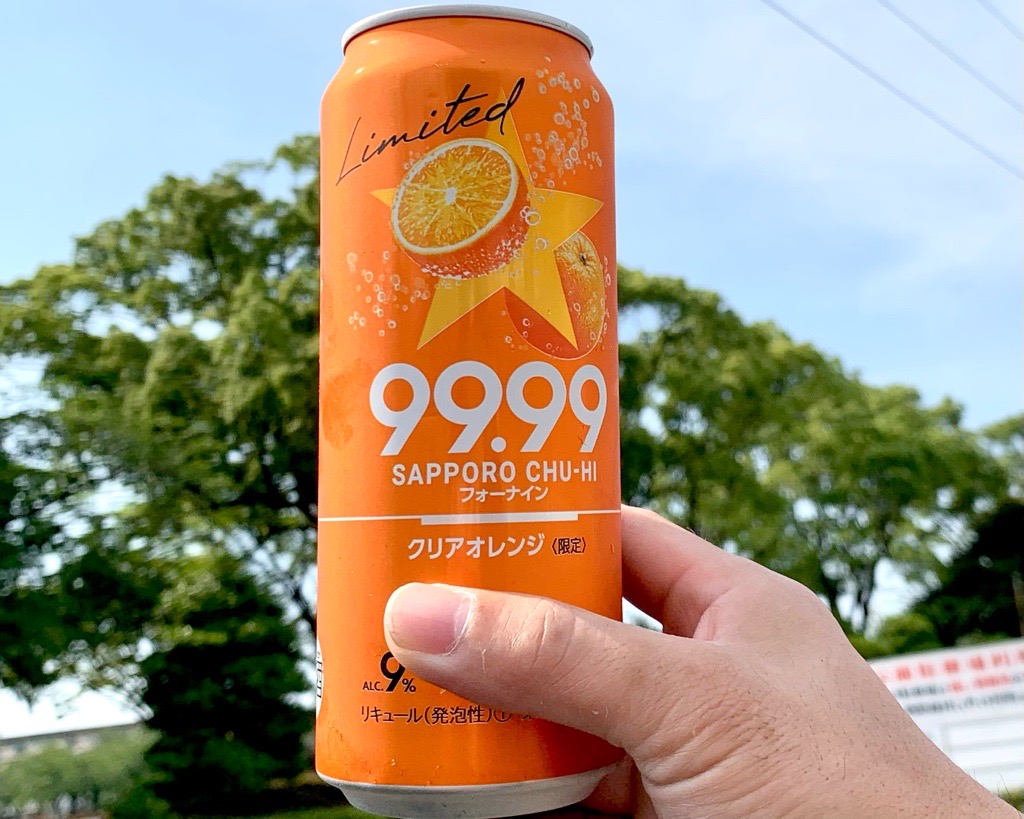 Limited
99.99
SAPPORO CHU-HI
フォーナイン
クリアオレンジ〈限定〉
ALC. 9%
リキュール(発泡性)①